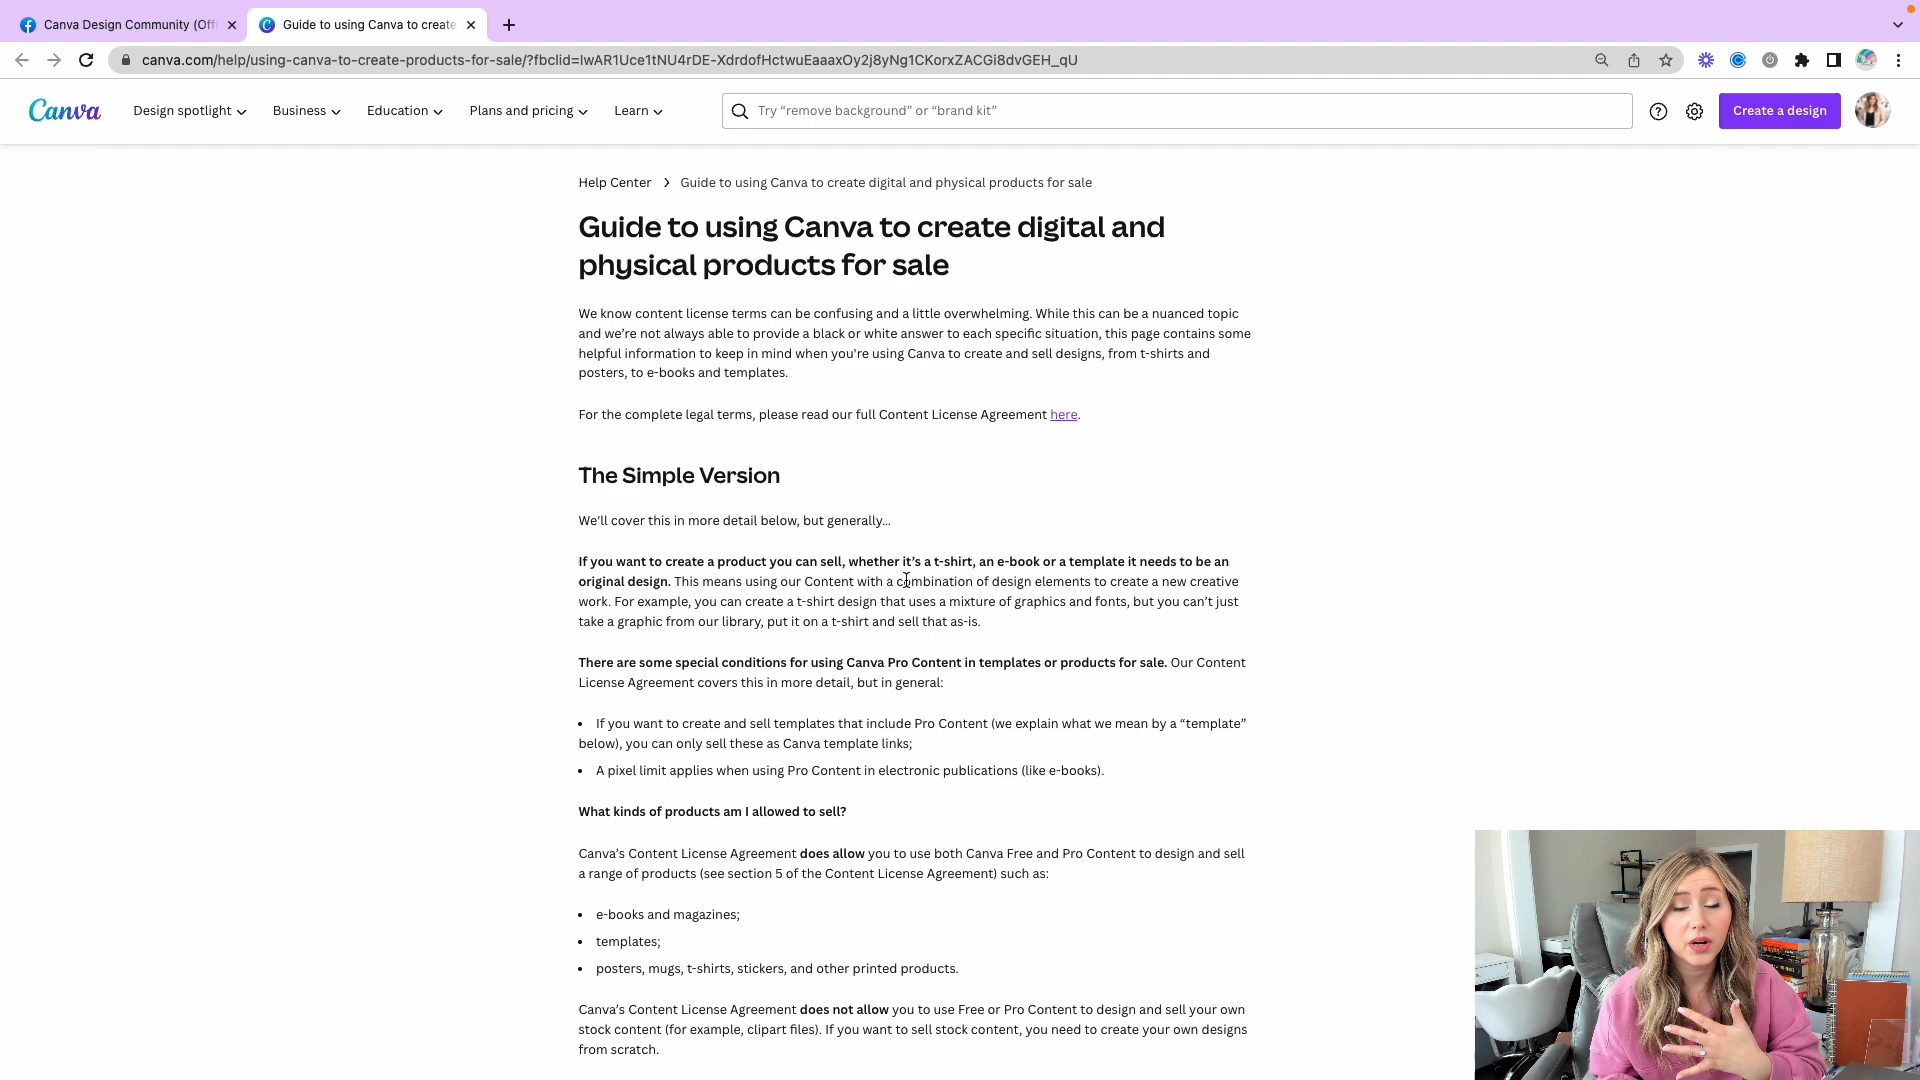 Canva Design Community (Offi
Guide to using Canva to create
canva.com/help/using-canva-to-create-products-for-sale/?fbclid=IwAR1Uce1tNU4rDE-XdrdofHctwuEaaaxOy2j8yNg1CKorxZACGi8dvGEH_qU
Canva
Design spotlight
Business
Education
Plans and pricing
Learn
Try “remove background” or “brand kit”
Create a design
Help Center > Guide to using Canva to create digital and physical products for sale
Guide to using Canva to create digital and
physical products for sale
We know content license terms can be confusing and a little overwhelming. While this can be a nuanced topic
and we’re not always able to provide a black or white answer to each specific situation, this page contains some
helpful information to keep in mind when you're using Canva to create and sell designs, from t-shirts and
posters, to e-books and templates.
For the complete legal terms, please read our full Content License Agreement here.
The Simple Version
We'll cover this in more detail below, but generally...
If you want to create a product you can sell, whether it’s a t-shirt, an e-book or a template it needs to be an
original design. This means using our Content with a combination of design elements to create a new creative
work. For example, you can create a t-shirt design that uses a mixture of graphics and fonts, but you can’t just
take a graphic from our library, put it on a t-shirt and sell that as-is.
There are some special conditions for using Canva Pro Content in templates or products for sale. Our Content
License Agreement covers this in more detail, but in general:
• If you want to create and sell templates that include Pro Content (we explain what we mean by a “template”
below), you can only sell these as Canva template links;
• A pixel limit applies when using Pro Content in electronic publications (like e-books).
What kinds of products am I allowed to sell?
Canva’s Content License Agreement does allow you to use both Canva Free and Pro Content to design and sell
a range of products (see section 5 of the Content License Agreement) such as:
• e-books and magazines;
• templates;
• posters, mugs, t-shirts, stickers, and other printed products.
Canva’s Content License Agreement does not allow you to use Free or Pro Content to design and sell your own
stock content (for example, clipart files). If you want to sell stock content, you need to create your own designs
from scratch.